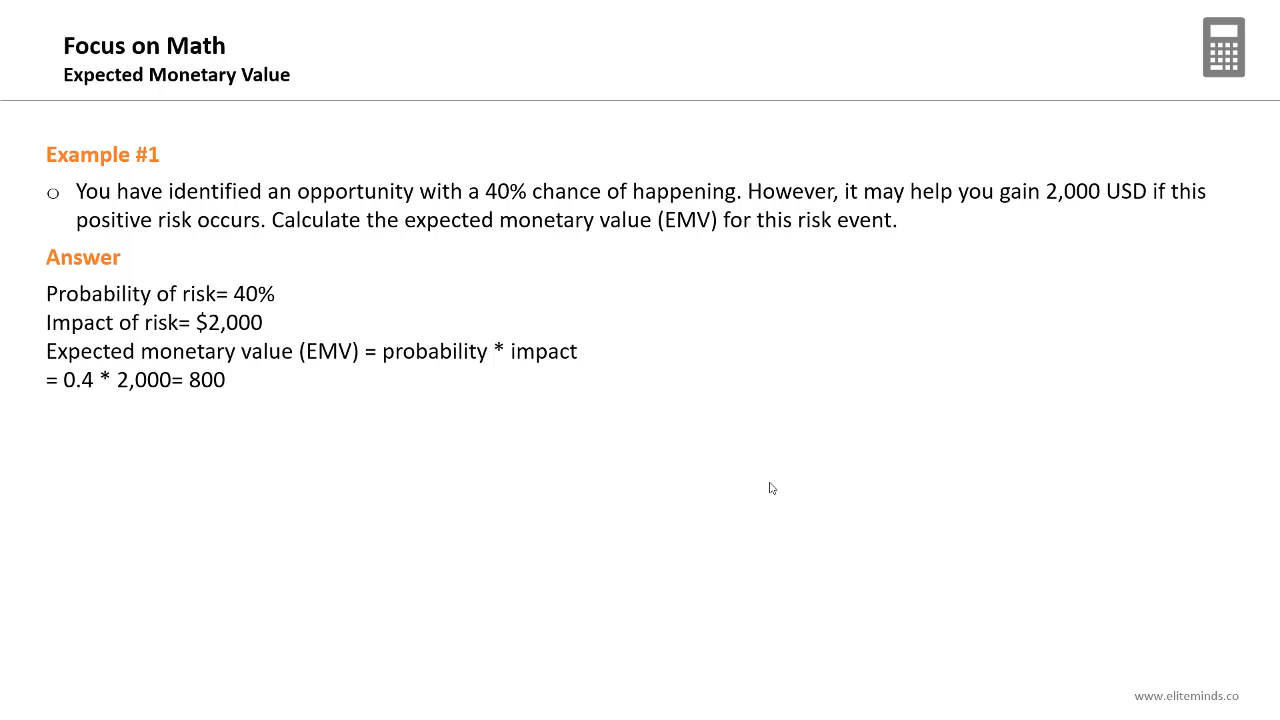 Focus on Math
Expected Monetary Value
Example #1
o You have identified an opportunity with a 40% chance of happening. However, it may help you gain 2,000 USD if this
positive risk occurs. Calculate the expected monetary value (EMV) for this risk event.
Answer
Probability of risk= 40%
Impact of risk= $2,000
Expected monetary value (EMV) = probability * impact
= 0.4 * 2,000= 800
www.eliteminds.co